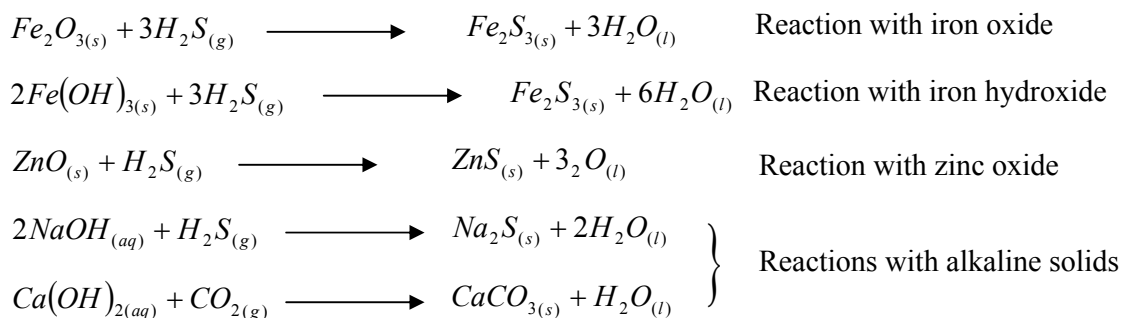 Fe₂O₃₍ₛ₎ + 3H₂S₍g₎ ⟶ Fe₂S₃₍ₛ₎ + 3H₂O₍ₗ₎ Reaction with iron oxide
2Fe(OH)₃₍ₛ₎ + 3H₂S₍g₎ ⟶ Fe₂S₃₍ₛ₎ + 6H₂O₍ₗ₎ Reaction with iron hydroxide
ZnO₍ₛ₎ + H₂S₍g₎ ⟶ ZnS₍ₛ₎ + 3₂O₍ₗ₎ Reaction with zinc oxide
2NaOH₍aq₎ + H₂S₍g₎ ⟶ Na₂S₍ₛ₎ + 2H₂O₍ₗ₎
} Reactions with alkaline solids
Ca(OH)₂₍aq₎ + CO₂₍g₎ ⟶ CaCO₃₍ₛ₎ + H₂O₍ₗ₎